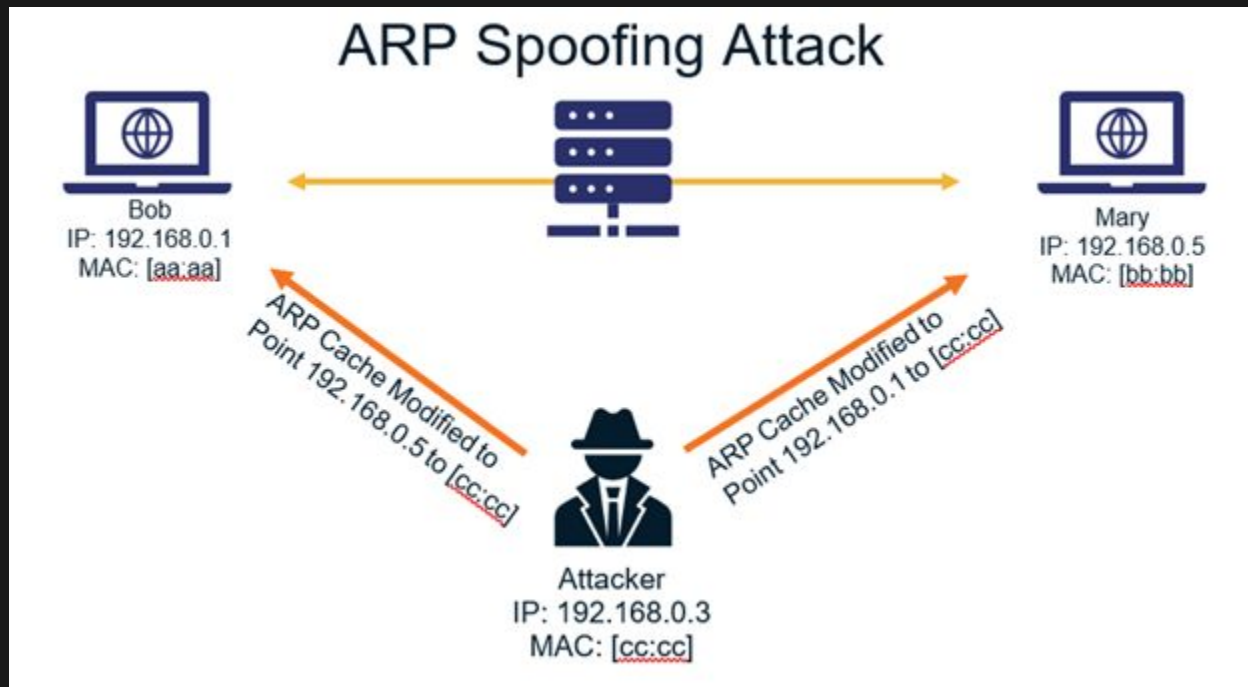 ARP Spoofing Attack
Bob
IP: 192.168.0.1
MAC: [aa:aa]
Mary
IP: 192.168.0.5
MAC: [bb:bb]
ARP Cache Modified to
Point 192.168.0.5 to [cc:cc]
ARP Cache Modified to
Point 192.168.0.1 to [cc:cc]
Attacker
IP: 192.168.0.3
MAC: [cc:cc]